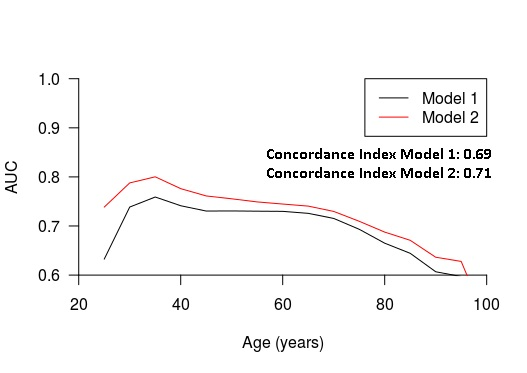 1.0
0.9
0.8
0.7
0.6
AUC
Model 1
Model 2
Concordance Index Model 1: 0.69
Concordance Index Model 2: 0.71
20 40 60 80 100
Age (years)